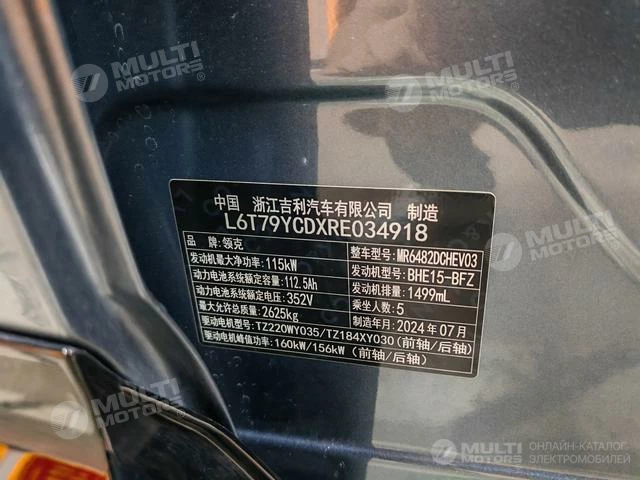 MULTI MOTORS
MULTI MOTORS
中国 浙江吉利汽车有限公司 制造
L6T79YCDXRE034918
品牌:领克
整车型号:MR6482DCHEV03
发动机最大净功率:115kW
发动机型号:BHE15-BFZ
动力电池系统额定容量:112.5Ah
发动机排量:1499mL
动力电池系统额定电压:352V
乘坐人数:5
最大允许总质量:2625kg
制造年月:2024年07月
驱动电机型号:TZ220WY035/TZ184XY030(前轴/后轴)
驱动电机峰值功率:160kW/156kW(前轴/后轴)
MULTI MOTORS
MULTI MOTORS
ОНЛАЙН-КАТАЛОГ
ЭЛЕКТРОМОБИЛЕЙ